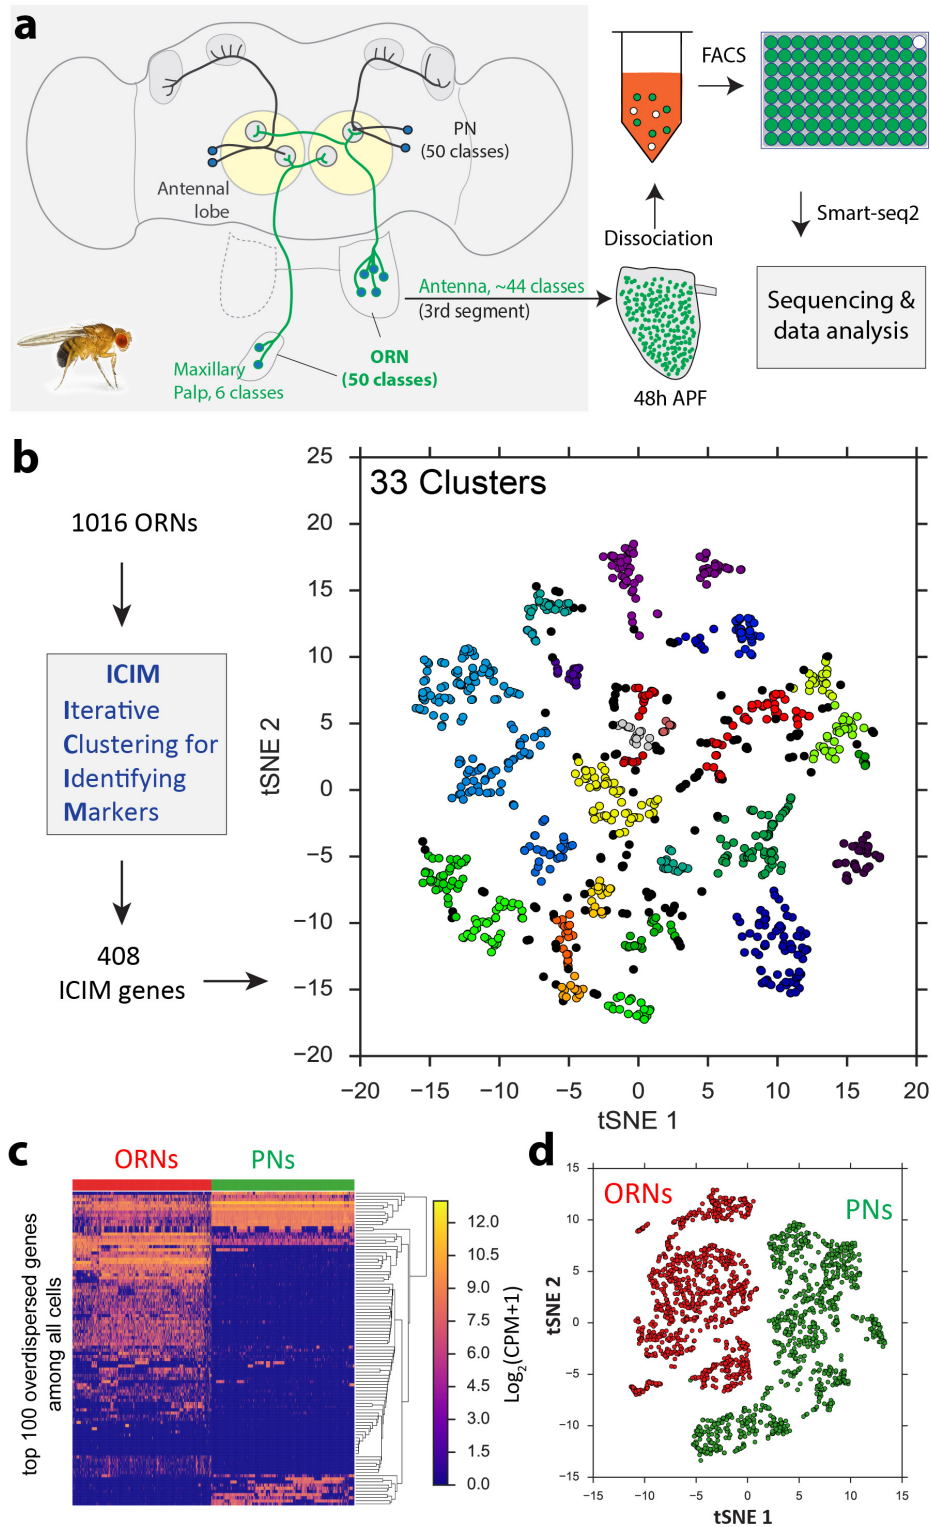 a
PN
(50 classes)
Antennal
lobe
Antenna, ~44 classes
(3rd segment)
ORN
(50 classes)
Maxillary
Palp, 6 classes
FACS
Dissociation
Smart-seq2
48h APF
Sequencing &
data analysis
b
1016 ORNs
ICIM
Iterative
Clustering for
Identifying
Markers
408
ICIM genes
33 Clusters
25
20
15
10
5
0
−5
−10
−15
−20
tSNE 2
−20 −15 −10 −5 0 5 10 15 20
tSNE 1
c
ORNs PNs
top 100 overdispersed genes
among all cells
12.0
10.5
9.0
7.5
6.0
4.5
3.0
1.5
0.0
Log2(CPM+1)
d
ORNs
PNs
15
10
5
0
−5
−10
−15
tSNE 2
−15 −10 −5 0 5 10 15
tSNE 1